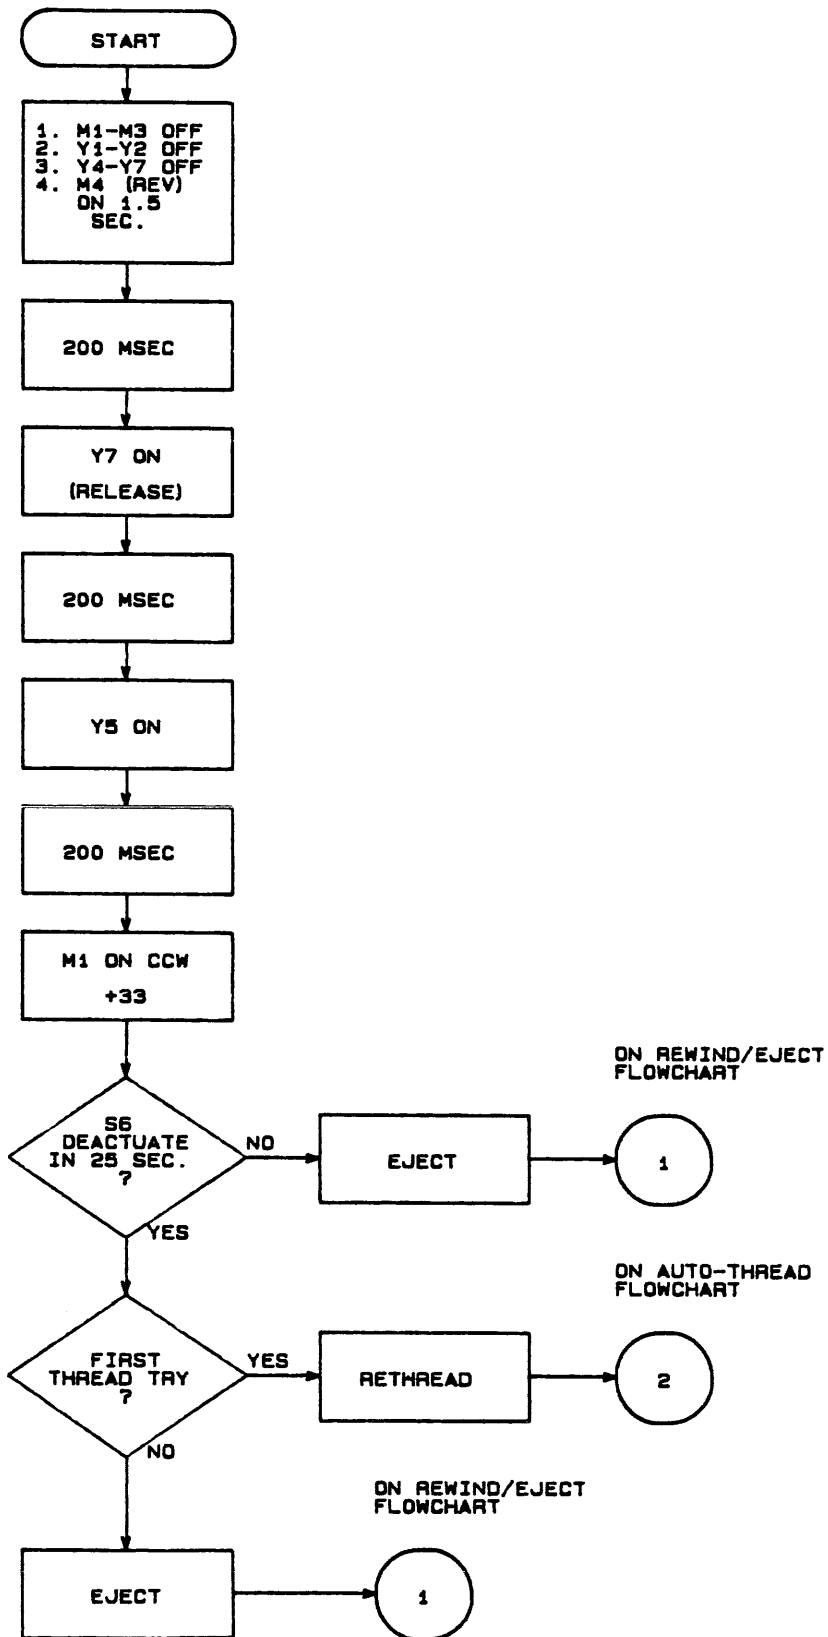 START
1. M1-M3 OFF
2. Y1-Y2 OFF
3. Y4-Y7 OFF
4. M4 (REV)
ON 1.5
SEC.
200 MSEC
Y7 ON
(RELEASE)
200 MSEC
Y5 ON
200 MSEC
M1 ON CCW
+33
ON REWIND/EJECT
FLOWCHART
S6
DEACTUATE
IN 25 SEC.
?
NO
EJECT
1
YES
ON AUTO-THREAD
FLOWCHART
FIRST
THREAD TRY
?
YES
RETHREAD
2
NO
ON REWIND/EJECT
FLOWCHART
EJECT
1